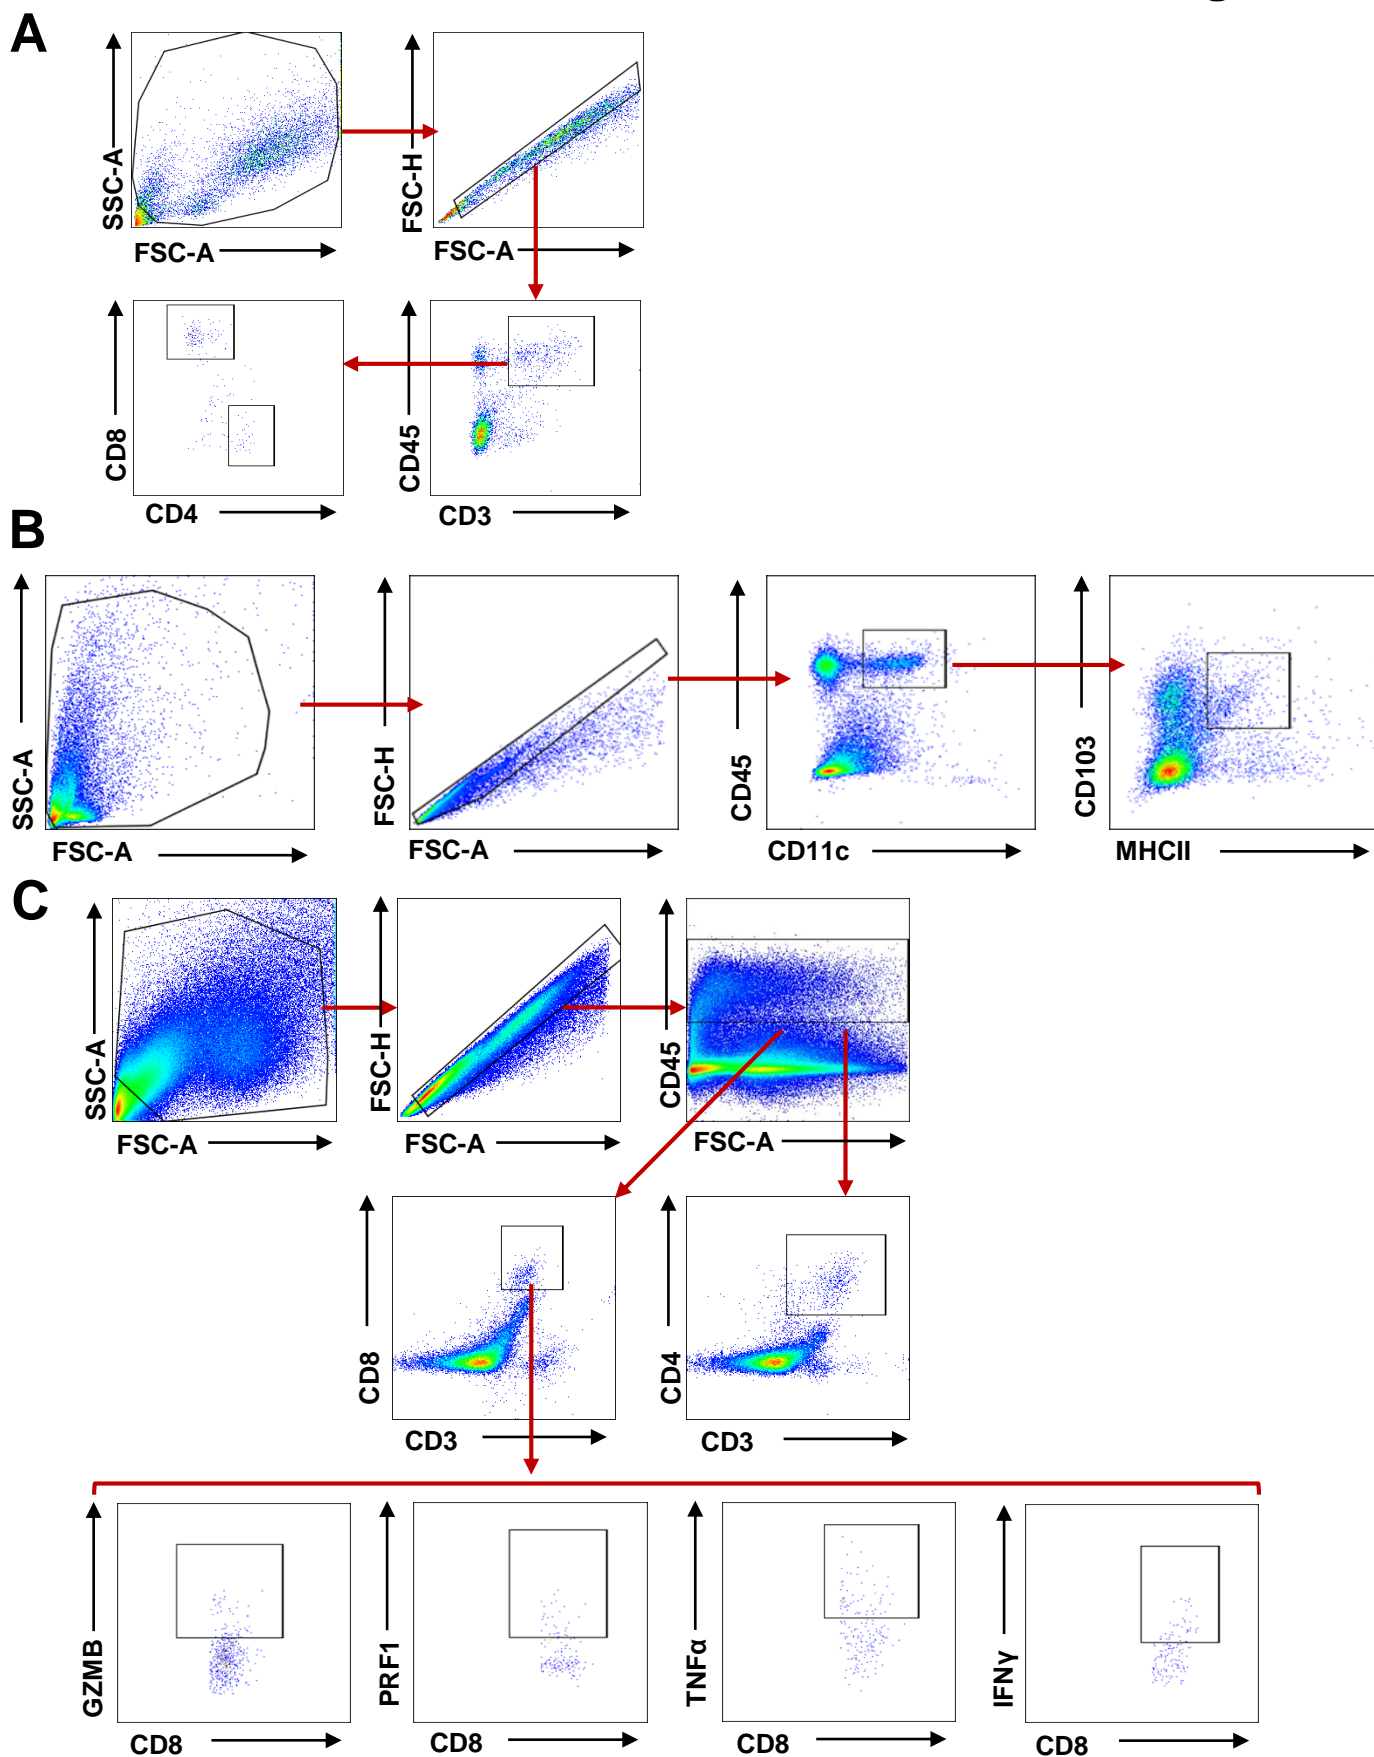 A
SSC-A
FSC-A
FSC-H
FSC-A
CD8
CD4
CD45
CD3
B
SSC-A
FSC-A
FSC-H
FSC-A
CD45
CD11c
CD103
MHCII
C
SSC-A
FSC-A
FSC-H
FSC-A
CD45
FSC-A
CD8
CD3
CD4
CD3
GZMB
CD8
PRF1
CD8
TNFα
CD8
IFNγ
CD8